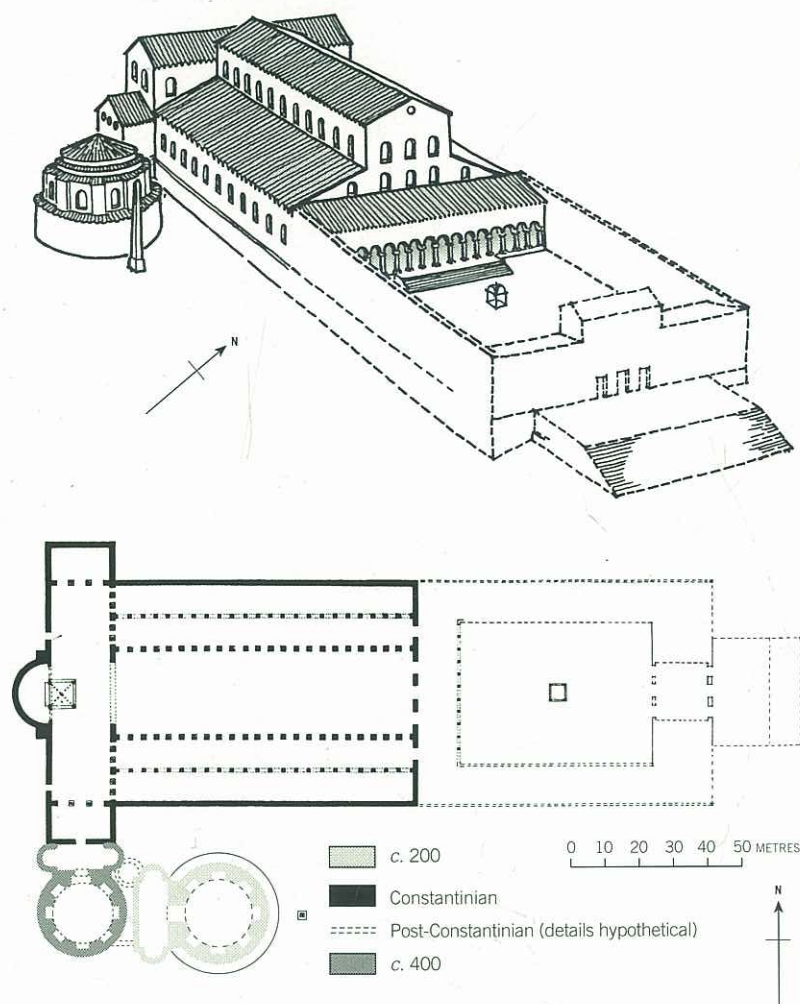 N
c. 200
0 10 20 30 40 50 METRES
Constantinian
N
Post-Constantinian (details hypothetical)
c. 400